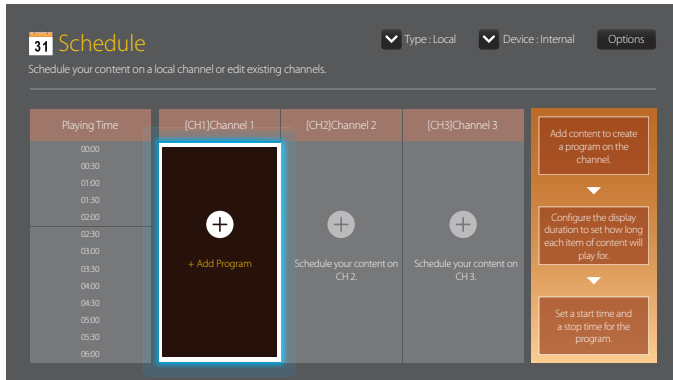 31 Schedule
Type : Local
Device : Internal
Options
Schedule your content on a local channel or edit existing channels.
Playing Time
[CH1]Channel 1
[CH2]Channel 2
[CH3]Channel 3
00:00
00:30
01:00
01:30
02:00
02:30
03:00
03:30
04:00
04:30
05:00
05:30
06:00
+ Add Program
Schedule your content on
CH 2.
Schedule your content on
CH 3.
Add content to create
a program on the
channel.
Configure the display
duration to set how long
each item of content will
play for.
Set a start time and
a stop time for the
program.